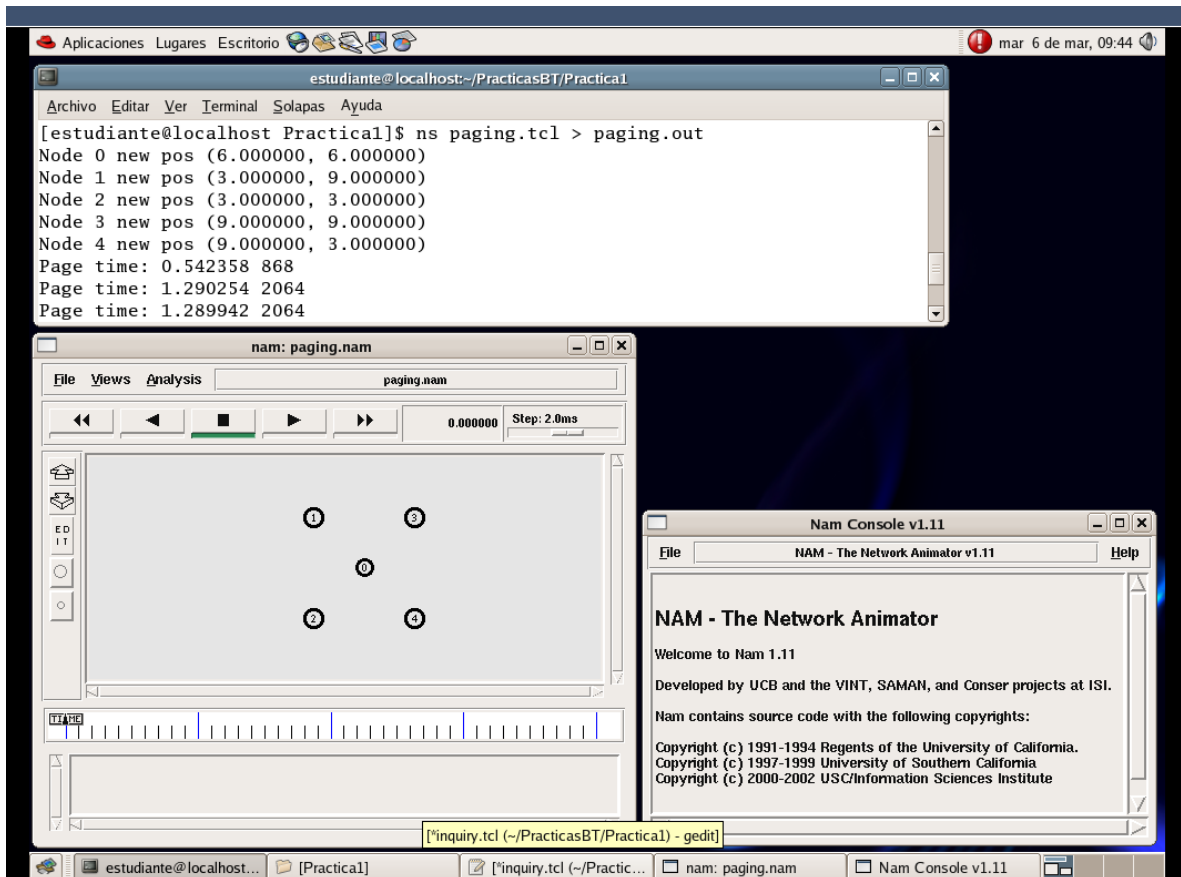 Aplicaciones Lugares Escritorio
mar 6 de mar, 09:44
estudiante@localhost:~/PracticasBT/Practica1
Archivo Editar Ver Terminal Solapas Ayuda
[estudiante@localhost Practica1]$ ns paging.tcl > paging.out
Node 0 new pos (6.000000, 6.000000)
Node 1 new pos (3.000000, 9.000000)
Node 2 new pos (3.000000, 3.000000)
Node 3 new pos (9.000000, 9.000000)
Node 4 new pos (9.000000, 3.000000)
Page time: 0.542358 868
Page time: 1.290254 2064
Page time: 1.289942 2064
nam: paging.nam
File Views Analysis paging.nam
0.000000 Step: 2.0ms
ED
IT
1 3
0
2 4
TIME
Nam Console v1.11
File NAM - The Network Animator v1.11 Help
NAM - The Network Animator
Welcome to Nam 1.11
Developed by UCB and the VINT, SAMAN, and Conser projects at ISI.
Nam contains source code with the following copyrights:
Copyright (c) 1991-1994 Regents of the University of California.
Copyright (c) 1997-1999 University of Southern California
Copyright (c) 2000-2002 USC/Information Sciences Institute
[*inquiry.tcl (~/PracticasBT/Practica1) - gedit]
estudiante@localhost... [Practica1] [*inquiry.tcl (~/Practic... nam: paging.nam Nam Console v1.11